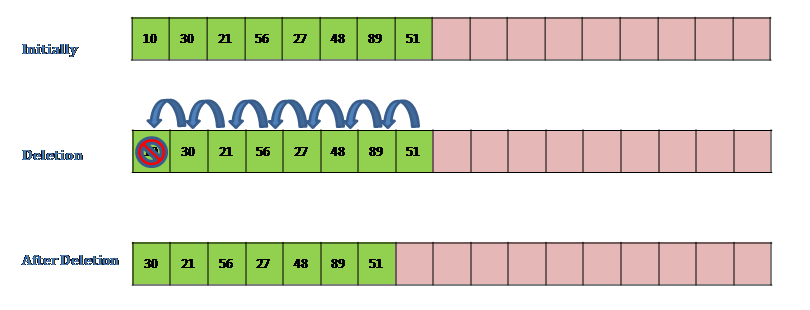 Initially 10 30 21 56 27 48 89 51
Deletion 30 21 56 27 48 89 51
After Deletion 30 21 56 27 48 89 51